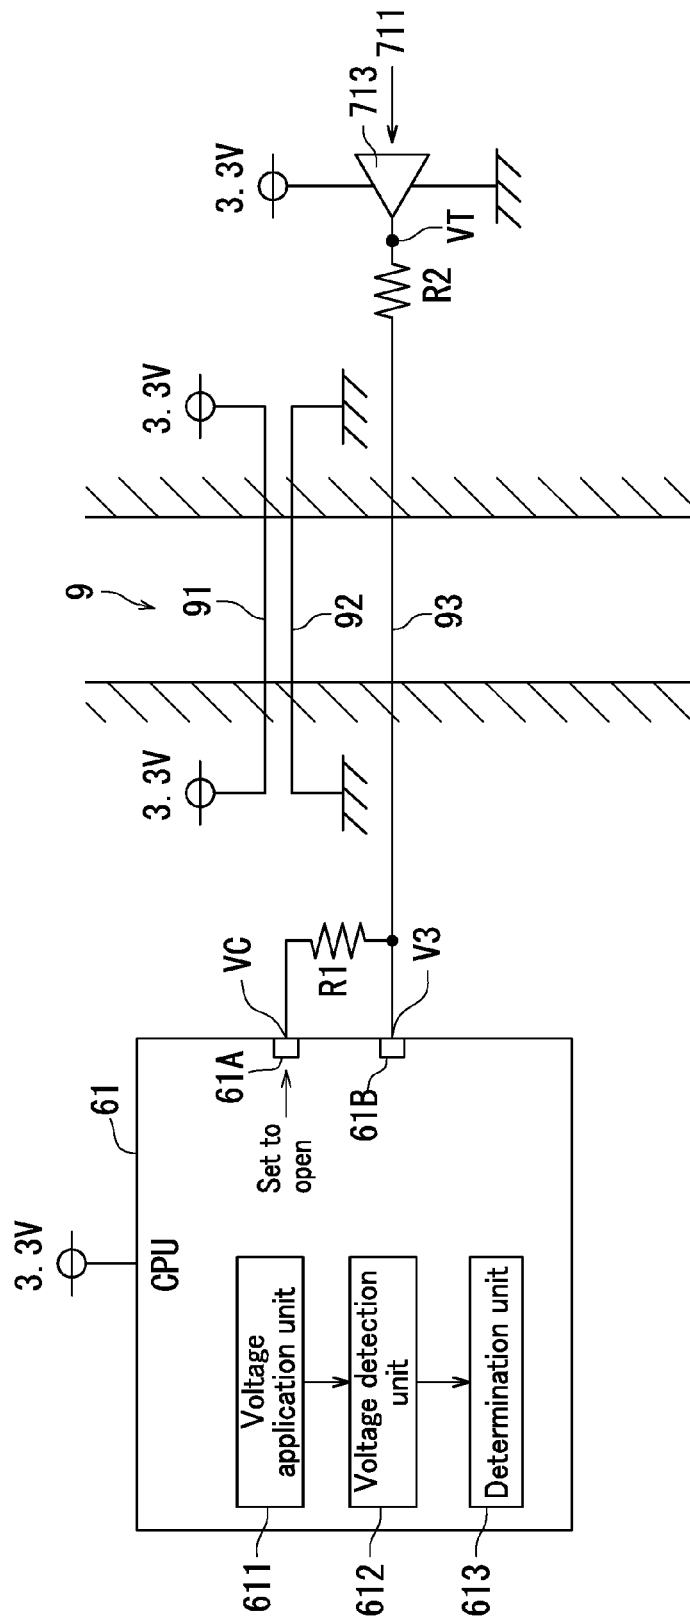 3.3V
61
CPU
Voltage
application unit
611
Voltage detection
unit
612
Determination unit
613
Set to
open
61A
61B
VC
R1
V3
3.3V
9
91
92
93
3.3V
R2
VT
3.3V
713
711